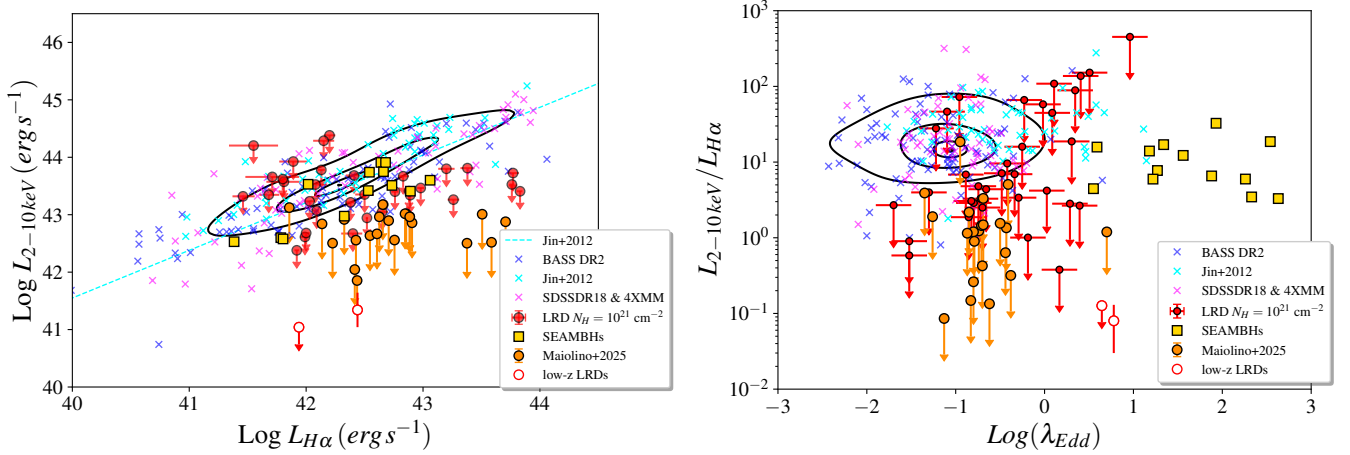 46
45
44
43
42
41
40
Log L2−10keV (erg s−1)
40
41
42
43
44
Log LHα (erg s−1)
Jin+2012
BASS DR2
Jin+2012
SDSSDR18 & 4XMM
LRD NH = 10^21 cm−2
SEAMBHs
Maiolino+2025
low-z LRDs
10^3
10^2
10^1
10^0
10^−1
10^−2
L2−10keV/LHα
−3
−2
−1
0
1
2
3
Log(λEdd)
BASS DR2
Jin+2012
SDSSDR18 & 4XMM
LRD NH = 10^21 cm−2
SEAMBHs
Maiolino+2025
low-z LRDs